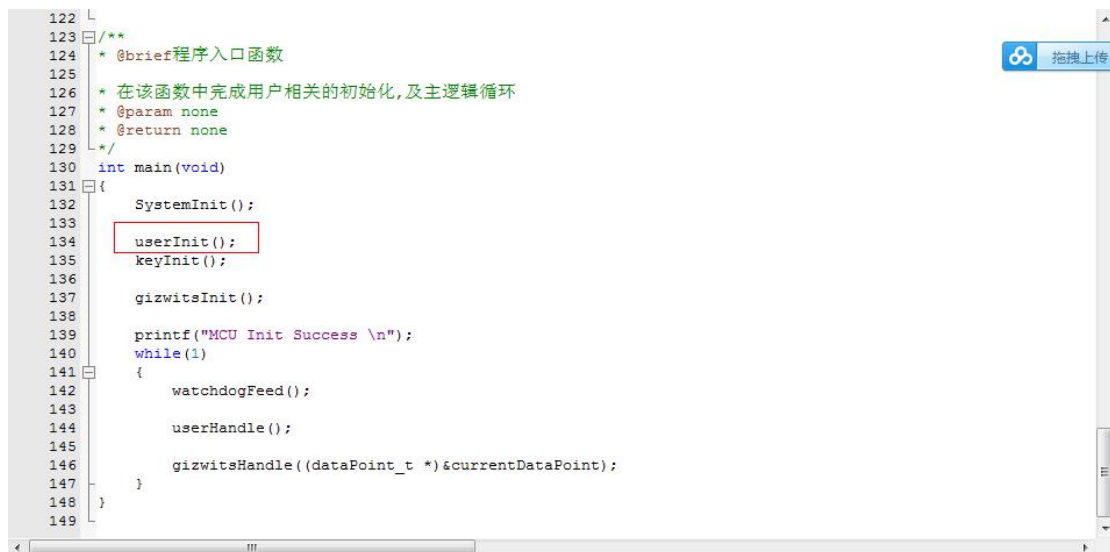 122
123 /**
124 * @brief程序入口函数
125
126 * 在该函数中完成用户相关的初始化,及主逻辑循环
127 * @param none
128 * @return none
129 */
130 int main(void)
131 {
132 SystemInit();
133
134 userInit();
135 keyInit();
136
137 gizwitsInit();
138
139 printf("MCU Init Success \n");
140 while(1)
141 {
142 watchdogFeed();
143
144 userHandle();
145
146 gizwitsHandle((dataPoint_t *)&currentDataPoint);
147 }
148 }
149
拖拽上传